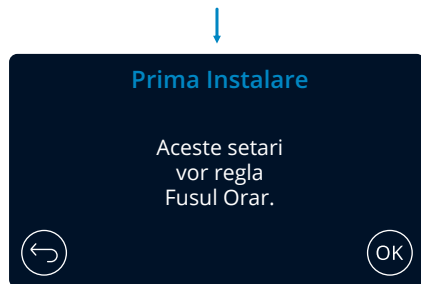 Prima Instalare
Aceste setari
vor regla
Fusul Orar.
OK